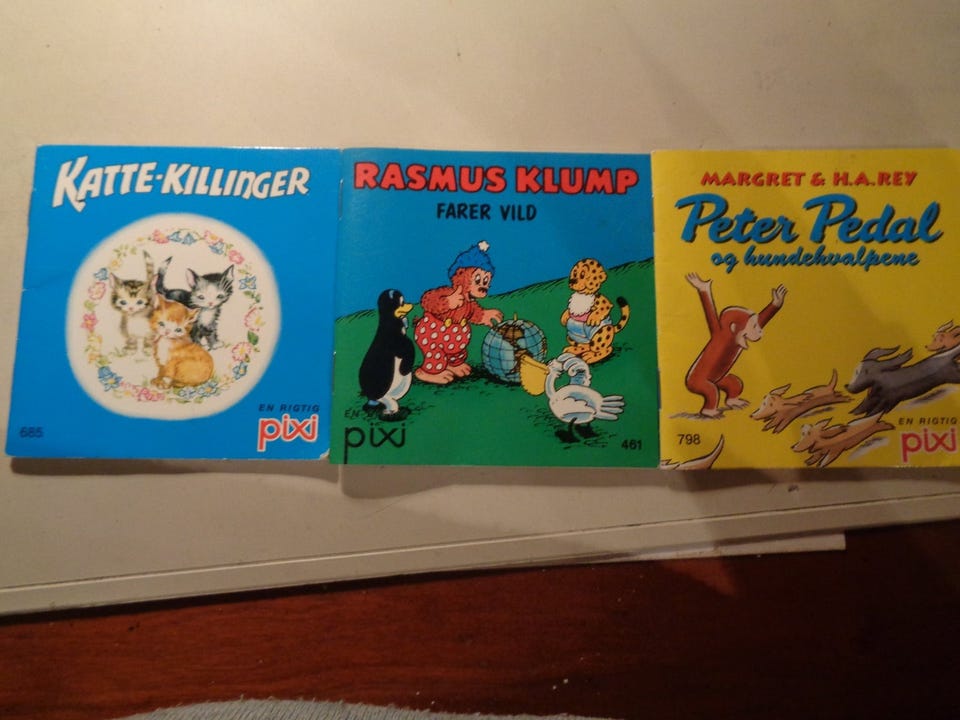 KATTE-KILLINGER
EN RIGTIG
pixi
685
RASMUS KLUMP
FARER VILD
EN
pixi
461
MARGRET & H.A. REY
Peter Pedal
og hundehvalpene
798
EN RIGTIG
pixi